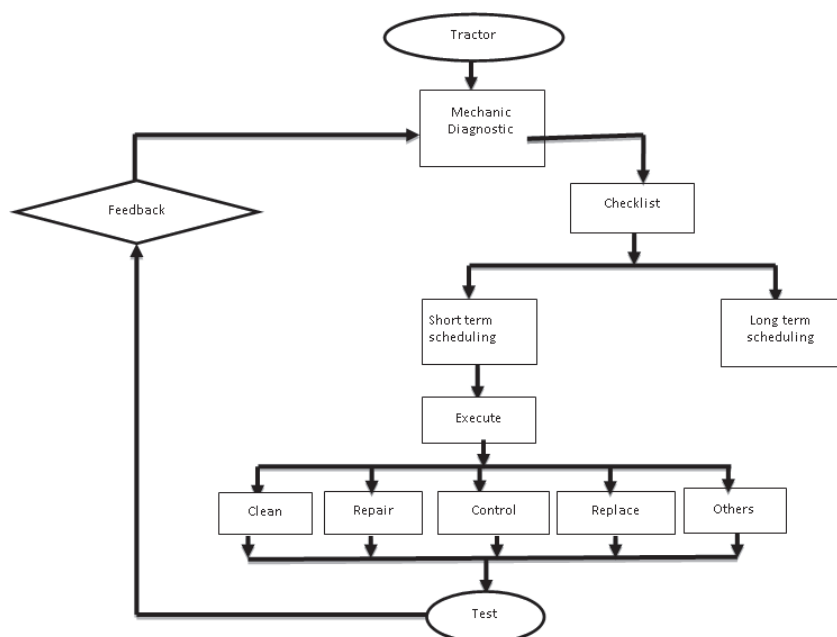 Tractor
Mechanic
Diagnostic
Feedback
Checklist
Short term
scheduling
Long term
scheduling
Execute
Clean
Repair
Control
Replace
Others
Test